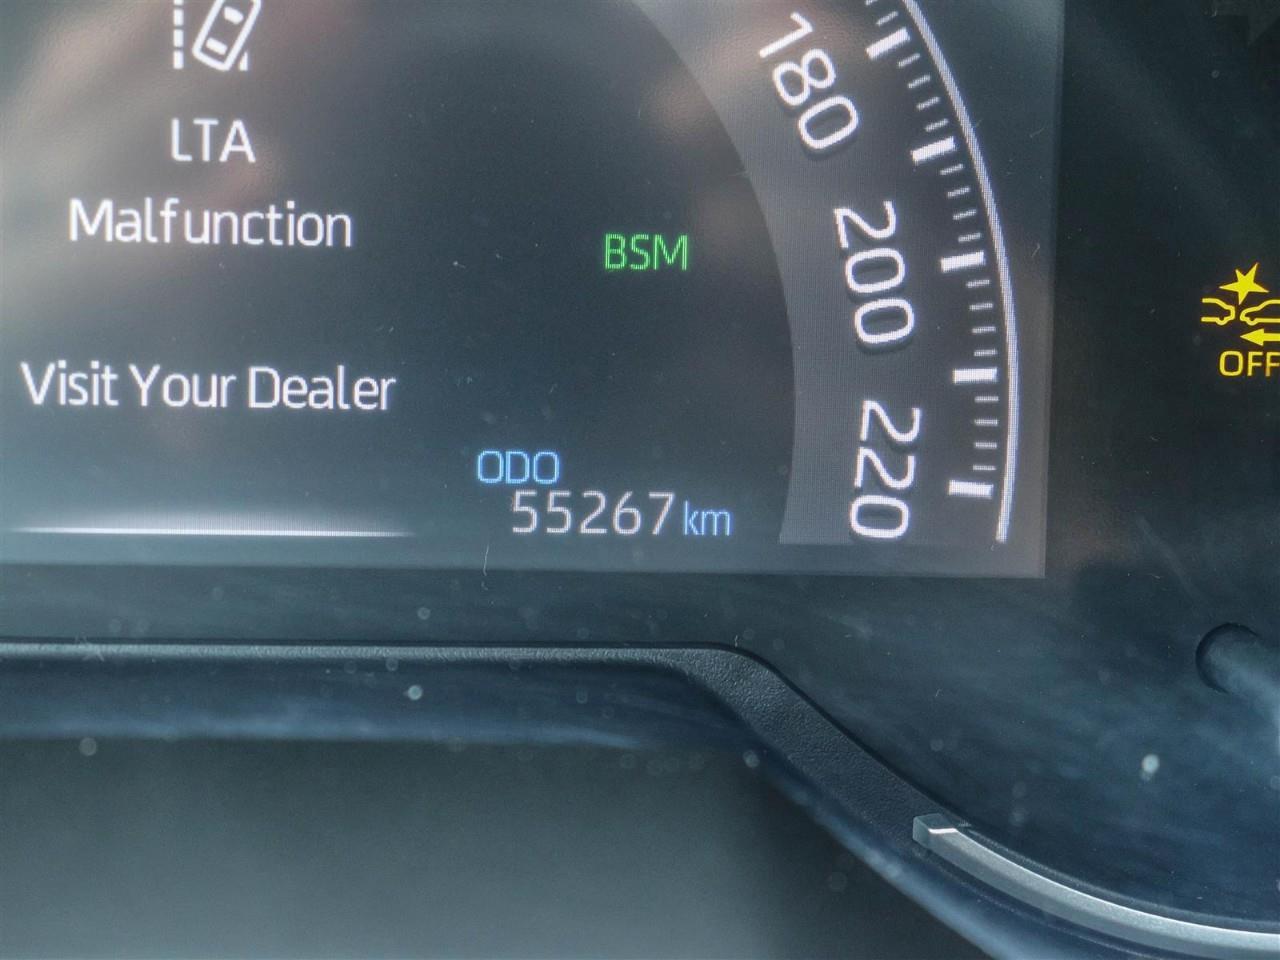 LTA
Malfunction
Visit Your Dealer
BSM
ODO
55267 km
180
200
220
OFF